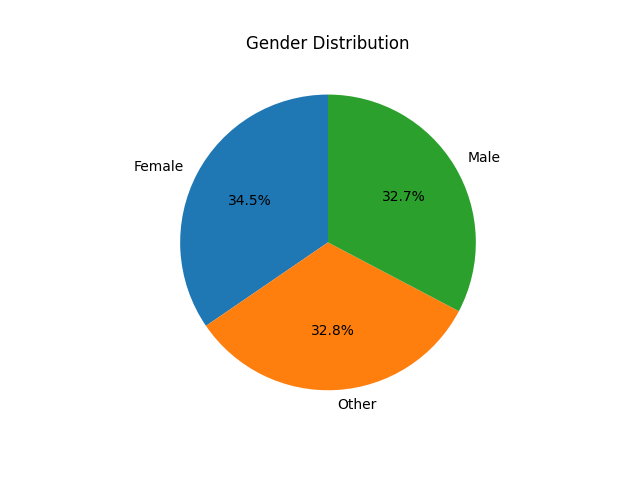 Gender Distribution
Female
34.5%
Male
32.7%
32.8%
Other